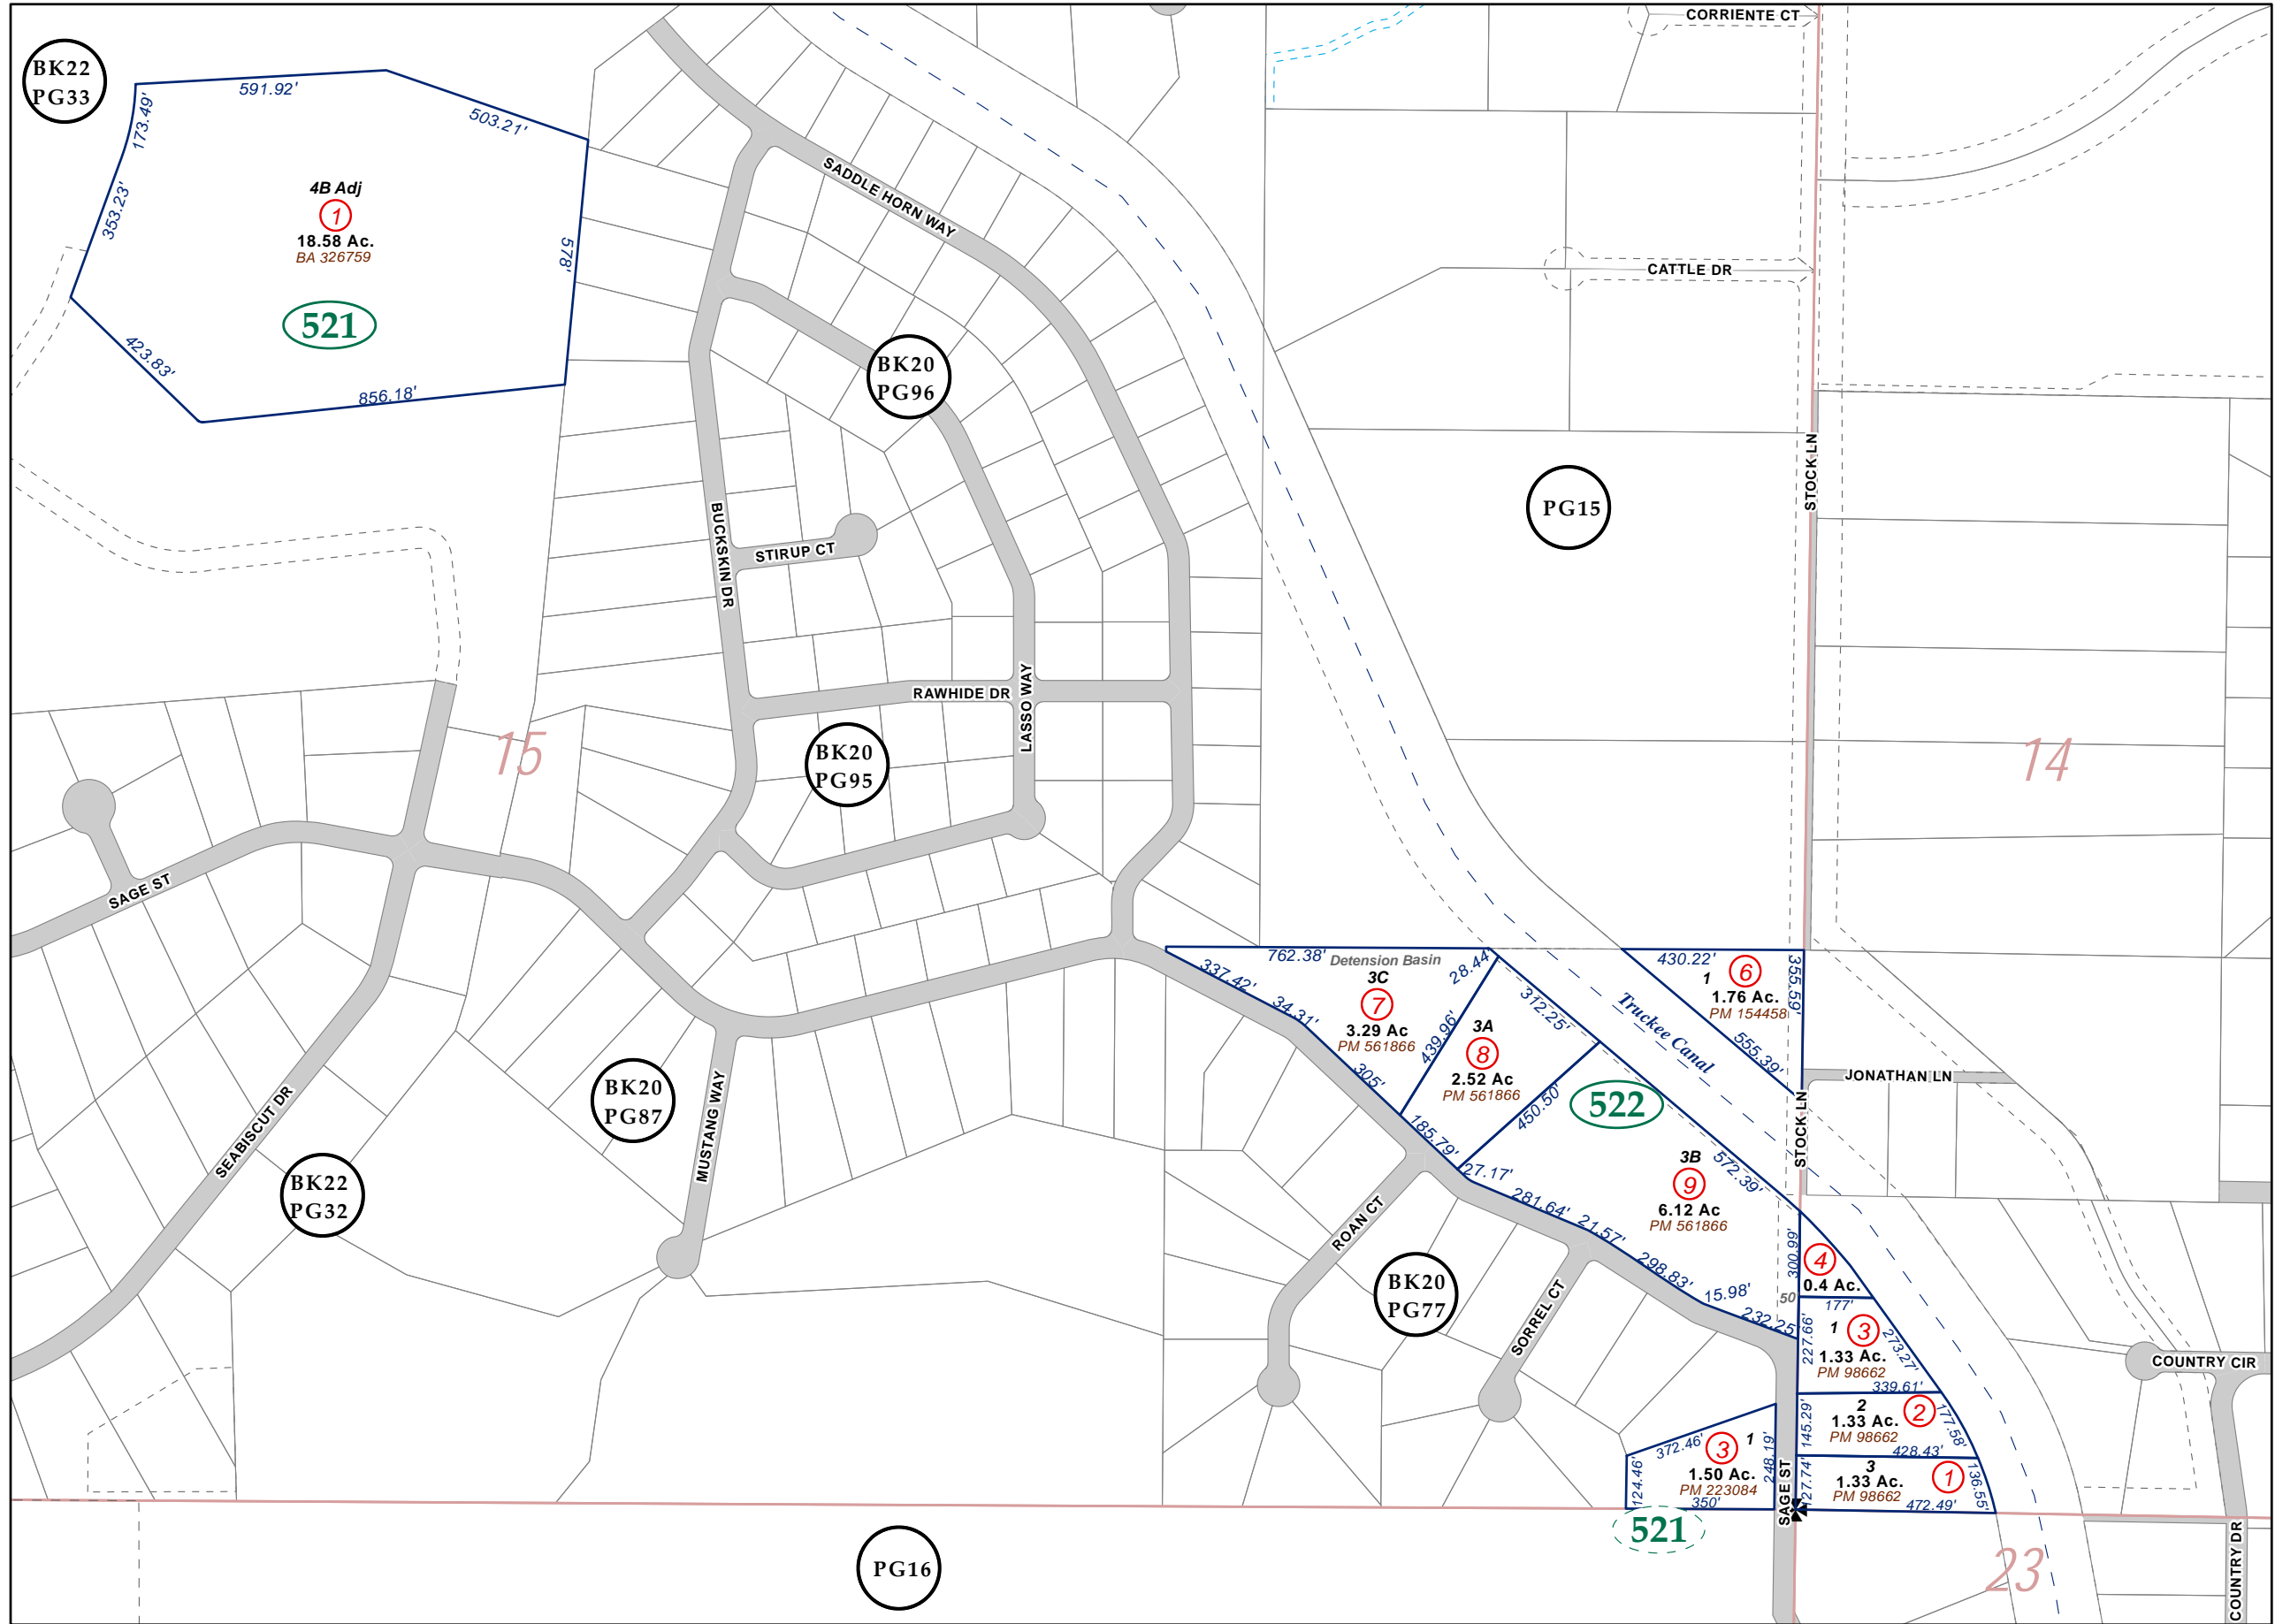 CORRIENTE CT
BK22
PG33
591.92'
503.21'
173.49'
353.23'
4B Adj
1
18.58 Ac.
BA 326759
578'
521
423.83'
856.18'
SADDLE HORN WAY
CATTLE DR
BK20
PG96
STOCK LN
PG15
BUCKSKIN DR
STIRUP CT
RAWHIDE DR
LASSO WAY
15
BK20
PG95
14
SAGE ST
762.38'
Detension Basin
28.44'
337.42'
34.31'
3C
7
3.29 Ac
PM 561866
439.96'
305'
3A
8
2.52 Ac
PM 561866
312.25'
450.50'
185.79'
430.22'
6
1
1.76 Ac.
PM 154458
355.59'
555.39'
Truckee Canal
JONATHAN LN
STOCK LN
522
BK20
PG87
MUSTANG WAY
SEABISCUT DR
BK22
PG32
27.17'
281.64'
21.57'
298.83'
15.98'
232.25'
3B
9
6.12 Ac
PM 561866
572.39'
ROAN CT
SORREL CT
BK20
PG77
300.99'
4
0.4 Ac.
50
177'
227.66'
1
3
1.33 Ac.
PM 98662
273.27'
339.61'
145.29'
2
2
1.33 Ac.
PM 98662
177.58'
428.43'
127.74'
3
1
1.33 Ac.
PM 98662
136.55'
472.49'
COUNTRY CIR
372.46'
3
1
1.50 Ac.
PM 223084
124.46'
248.19'
350'
SAGE ST
521
PG16
23
COUNTRY DR